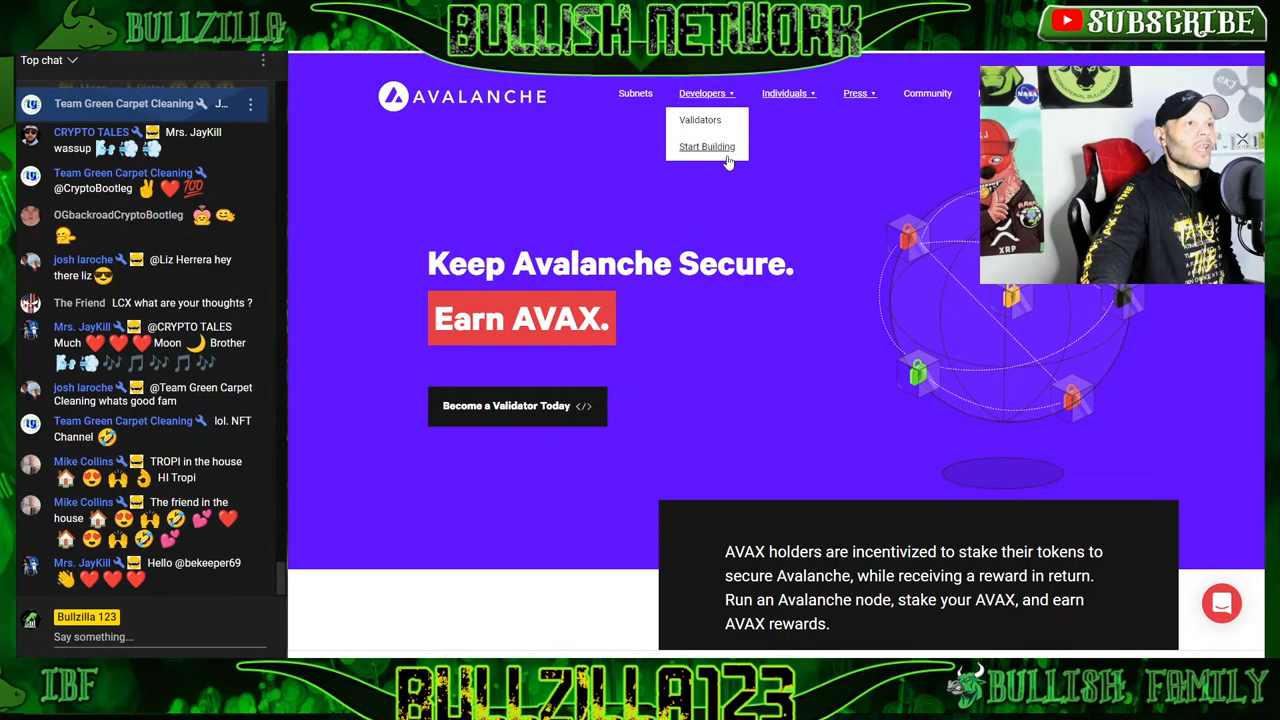 BULLZILLA
BULLISH NETWORK
SUBSCRIBE
Top chat
Team Green Carpet Cleaning J...
CRYPTO TALES Mrs. JayKill
wassup
Team Green Carpet Cleaning
@CryptoBootleg ✌️❤️💯
OGbackroadCryptoBootleg
josh laroche @Liz Herrera hey
there liz 😎
The Friend LCX what are your thoughts ?
Mrs. JayKill @CRYPTO TALES
Much ❤️❤️❤️ Moon 🌙 Brother
josh laroche @Team Green Carpet
Cleaning whats good fam
Team Green Carpet Cleaning lol. NFT
Channel 🤣
Mike Collins TROPI in the house
🏠😍🙌👌 HI Tropi
Mike Collins The friend in the
house 🏠😍🙌🤣💕❤️
🏠😍🙌🤣💕
Mrs. JayKill Hello @bekeeper69
👋❤️❤️❤️
Bullzilla 123
Say something...
AVALANCHE
Subnets Developers Individuals Press Community
Validators
Start Building
Keep Avalanche Secure.
Earn AVAX.
Become a Validator Today </>
AVAX holders are incentivized to stake their tokens to
secure Avalanche, while receiving a reward in return.
Run an Avalanche node, stake your AVAX, and earn
AVAX rewards.
NASA
XRP
IBF
BULLZILLA123
BULLISH FAMILY